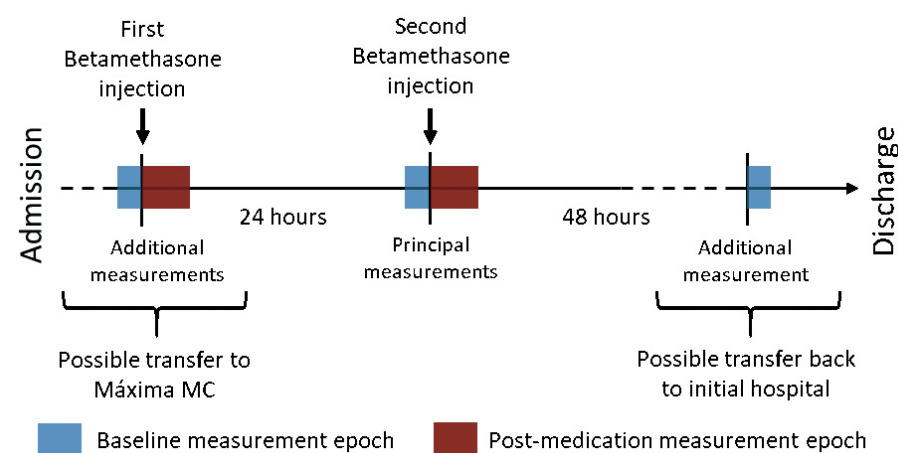 First
Betamethasone
injection
Second
Betamethasone
injection
Admission
24 hours
48 hours
Discharge
Additional
measurements
Principal
measurements
Additional
measurement
Possible transfer to
Máxima MC
Possible transfer back
to initial hospital
Baseline measurement epoch
Post-medication measurement epoch